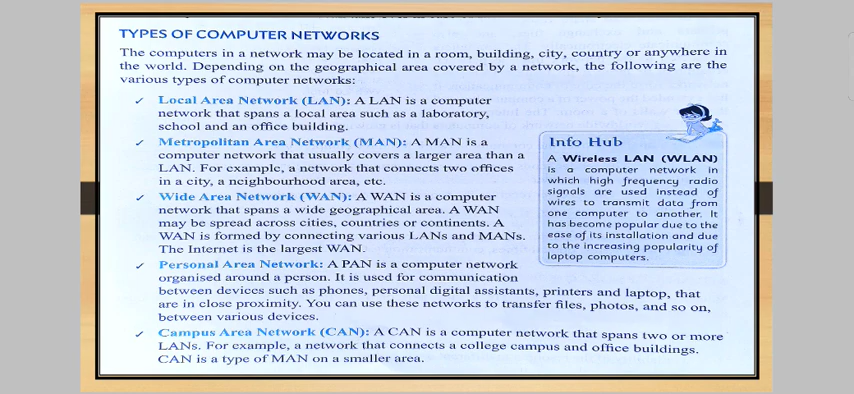 TYPES OF COMPUTER NETWORKS
The computers in a network may be located in a room, building, city, country or anywhere in
the world. Depending on the geographical area covered by a network, the following are the
various types of computer networks:
✓ Local Area Network (LAN): A LAN is a computer
network that spans a local area such as a laboratory,
school and an office building.
✓ Metropolitan Area Network (MAN): A MAN is a
computer network that usually covers a larger area than a
LAN. For example, a network that connects two offices
in a city, a neighbourhood area, etc.
✓ Wide Area Network (WAN): A WAN is a computer
network that spans a wide geographical area. A WAN
may be spread across cities, countries or continents. A
WAN is formed by connecting various LANs and MANs.
The Internet is the largest WAN.
Info Hub
A Wireless LAN (WLAN)
is a computer network in
which high frequency radio
signals are used instead of
wires to transmit data from
one computer to another. It
has become popular due to the
ease of its installation and due
to the increasing popularity of
laptop computers.
✓ Personal Area Network: A PAN is a computer network
organised around a person. It is used for communication
between devices such as phones, personal digital assistants, printers and laptop, that
are in close proximity. You can use these networks to transfer files, photos, and so on,
between various devices.
✓ Campus Area Network (CAN): A CAN is a computer network that spans two or more
LANs. For example, a network that connects a college campus and office buildings.
CAN is a type of MAN on a smaller area.